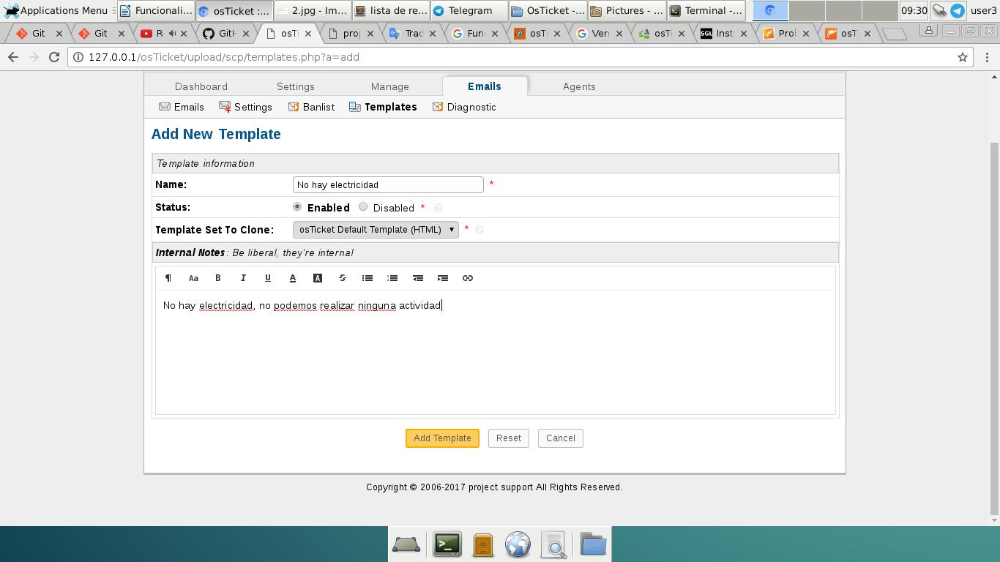 Applications Menu Funcionali... osTicket :... 2.jpg - Im... lista de re... Telegram OsTicket -... Pictures - ... Terminal -... 09:30 user3
Git Git R GitH osTi proj Trad Fun osTi Ven osTi SGL Inst Prol osTi
127.0.0.1/osTicket/upload/scp/templates.php?a=add
Dashboard Settings Manage Emails Agents
Emails Settings Banlist Templates Diagnostic
Add New Template
Template information
Name: No hay electricidad *
Status: Enabled Disabled * ?
Template Set To Clone: osTicket Default Template (HTML) ▼ * ?
Internal Notes: Be liberal, they're internal
¶ Aa B I U A A S
No hay electricidad, no podemos realizar ninguna actividad
Add Template Reset Cancel
Copyright © 2006-2017 project support All Rights Reserved.